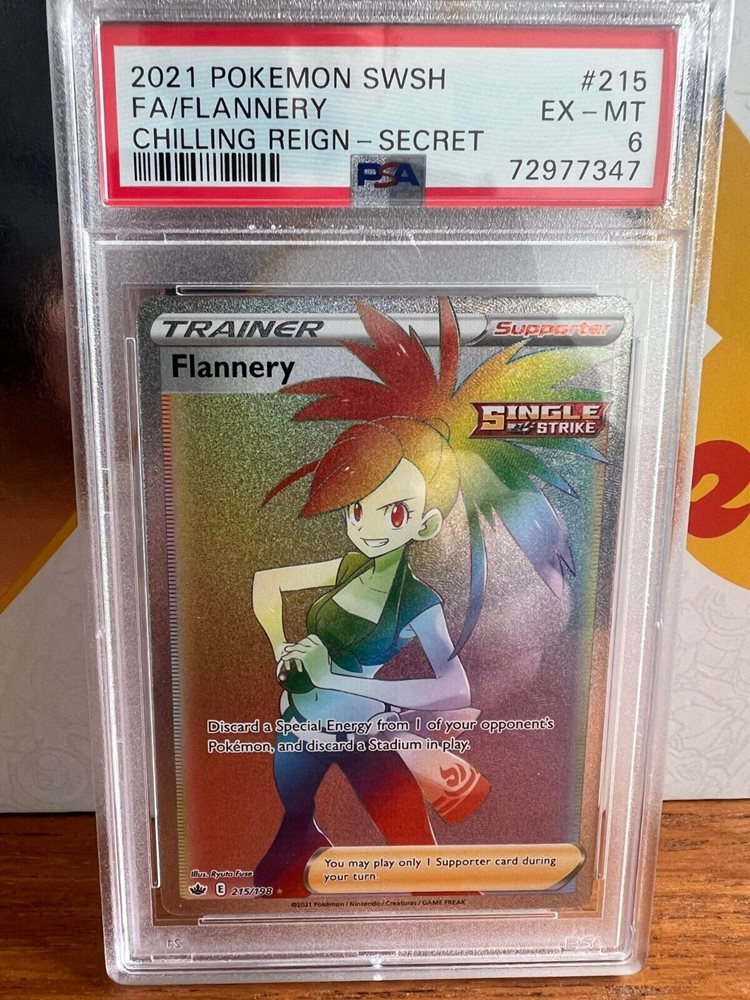 2021 POKEMON SWSH #215
FA/FLANNERY EX-MT
CHILLING REIGN-SECRET 6
PSA 72977347
TRAINER Supporter
Flannery
SINGLE
STRIKE
Discard a Special Energy from 1 of your opponent's
Pokémon, and discard a Stadium in play.
You may play only 1 Supporter card during
your turn.
Illus. Ryuta Fuse
E 215/198
©2021 Pokémon / Nintendo / Creatures / GAME FREAK
PSA